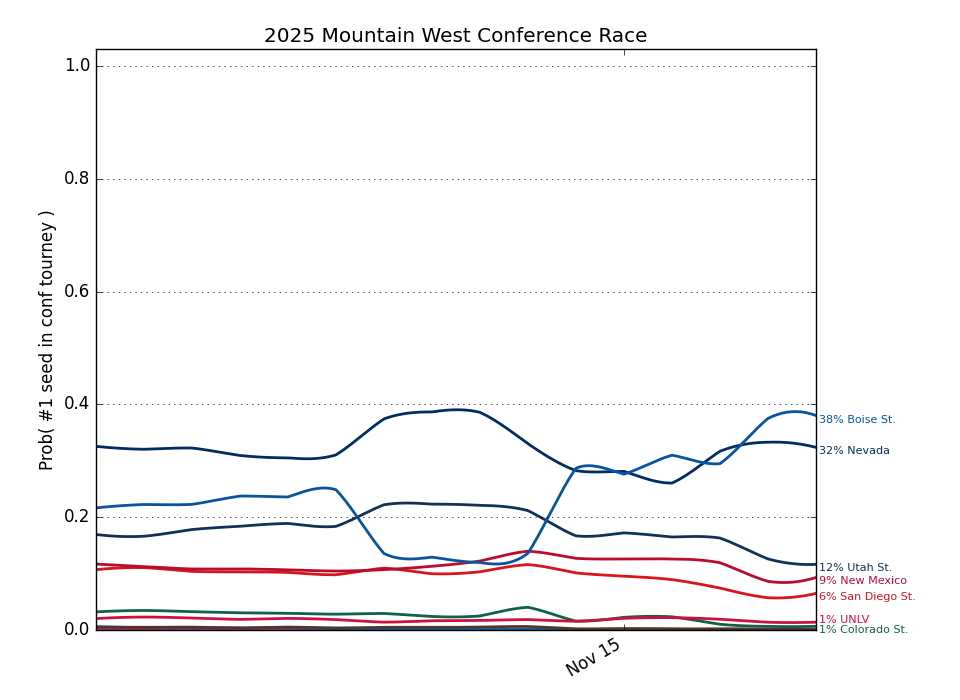 2025 Mountain West Conference Race
1.0
0.8
0.6
0.4
0.2
0.0
Prob( #1 seed in conf tourney )
Nov 15
38% Boise St.
32% Nevada
12% Utah St.
9% New Mexico
6% San Diego St.
1% UNLV
1% Colorado St.